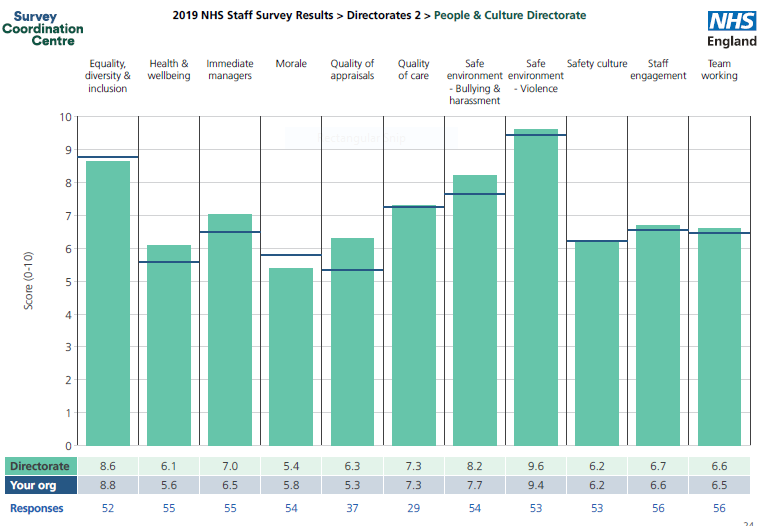 Survey
Coordination
Centre
2019 NHS Staff Survey Results > Directorates 2 > People & Culture Directorate
NHS
England
Equality,
diversity &
inclusion
Health &
wellbeing
Immediate
managers
Morale
Quality of
appraisals
Quality
of care
Safe
environment
- Bullying &
harassment
Safe
environment
- Violence
Safety culture
Staff
engagement
Team
working
Score (0-10)
10
9
8
7
6
5
4
3
2
1
0
Directorate 8.6 6.1 7.0 5.4 6.3 7.3 8.2 9.6 6.2 6.7 6.6
Your org 8.8 5.6 6.5 5.8 5.3 7.3 7.7 9.4 6.2 6.6 6.5
Responses 52 55 55 54 37 29 54 53 53 56 56